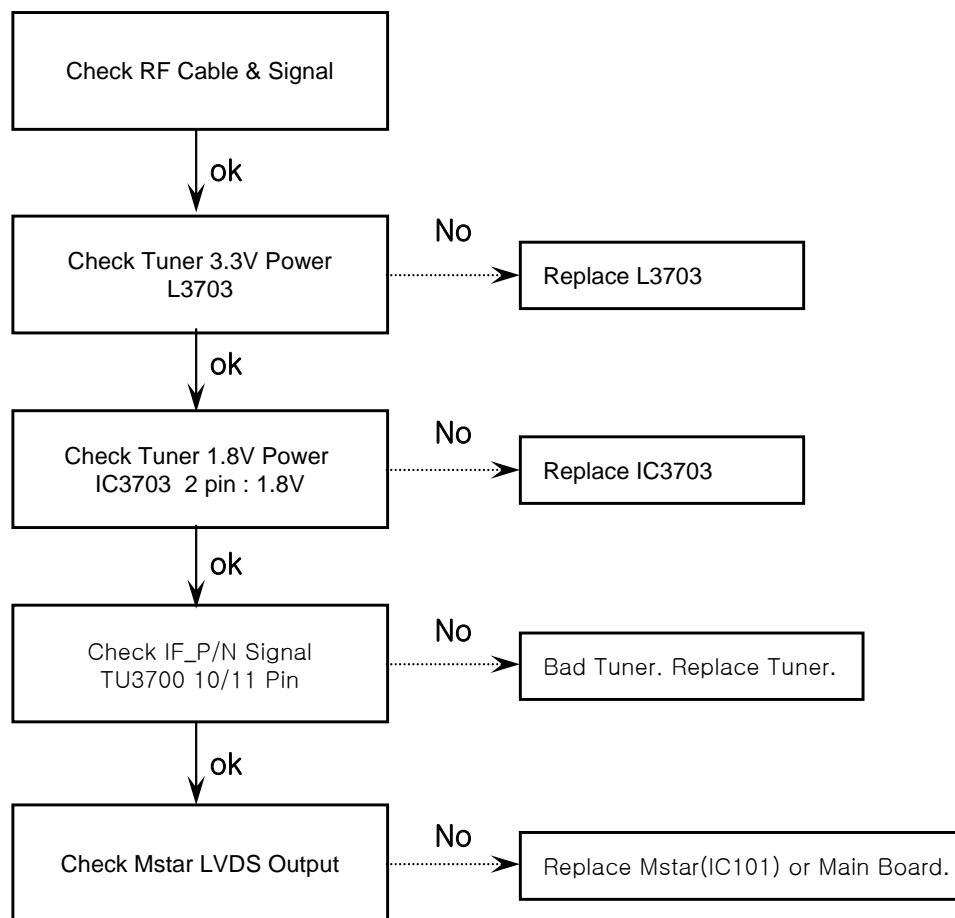 Check RF Cable & Signal
ok
Check Tuner 3.3V Power
L3703
No
Replace L3703
ok
Check Tuner 1.8V Power
IC3703 2 pin : 1.8V
No
Replace IC3703
ok
Check IF_P/N Signal
TU3700 10/11 Pin
No
Bad Tuner. Replace Tuner.
ok
Check Mstar LVDS Output
No
Replace Mstar(IC101) or Main Board.